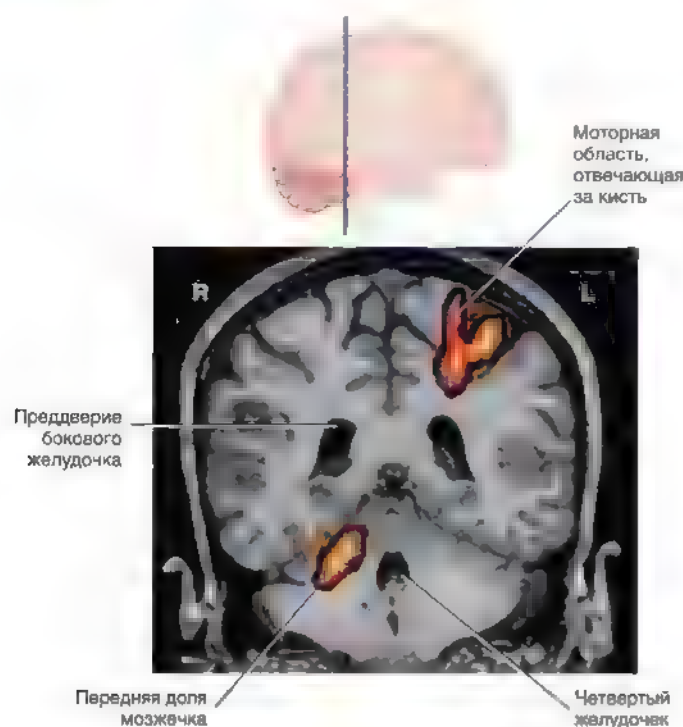 Моторная
область,
отвечающая
за кисть
R
L
Преддверие
бокового
желудочка
Передняя доля
мозжечка
Четвертый
желудочек